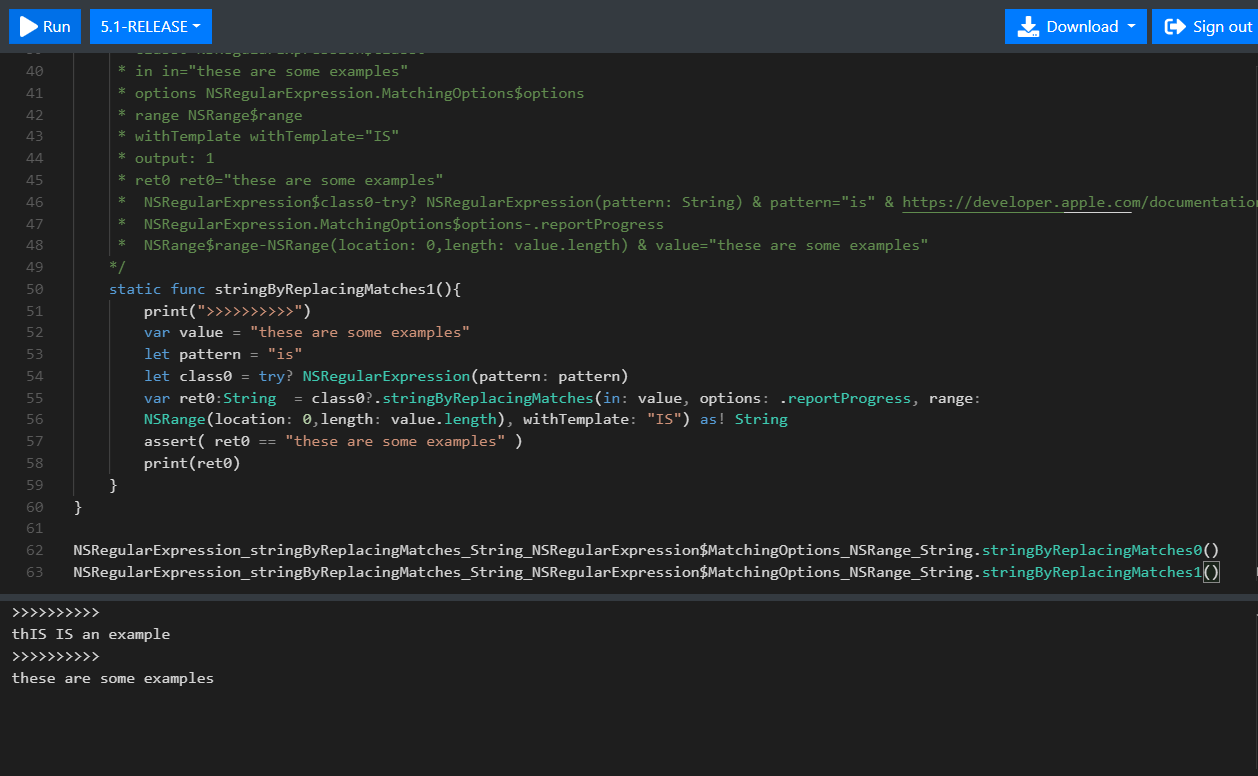 Run 5.1-RELEASE Download Sign out
40 * in in="these are some examples"
41 * options NSRegularExpression.MatchingOptions$options
42 * range NSRange$range
43 * withTemplate withTemplate="IS"
44 * output: 1
45 * ret0 ret0="these are some examples"
46 *  NSRegularExpression$class0-try? NSRegularExpression(pattern: String) & pattern="is" & https://developer.apple.com/documentation
47 *  NSRegularExpression.MatchingOptions$options-.reportProgress
48 *  NSRange$range-NSRange(location: 0,length: value.length) & value="these are some examples"
49 */
50 static func stringByReplacingMatches1(){
51 print(">>>>>>>>>>")
52 var value = "these are some examples"
53 let pattern = "is"
54 let class0 = try? NSRegularExpression(pattern: pattern)
55 var ret0:String  = class0?.stringByReplacingMatches(in: value, options: .reportProgress, range:
56 NSRange(location: 0,length: value.length), withTemplate: "IS") as! String
57 assert( ret0 == "these are some examples" )
58 print(ret0)
59 }
60 }
61
62 NSRegularExpression_stringByReplacingMatches_String_NSRegularExpression$MatchingOptions_NSRange_String.stringByReplacingMatches0()
63 NSRegularExpression_stringByReplacingMatches_String_NSRegularExpression$MatchingOptions_NSRange_String.stringByReplacingMatches1()
>>>>>>>>>>
thIS IS an example
>>>>>>>>>>
these are some examples